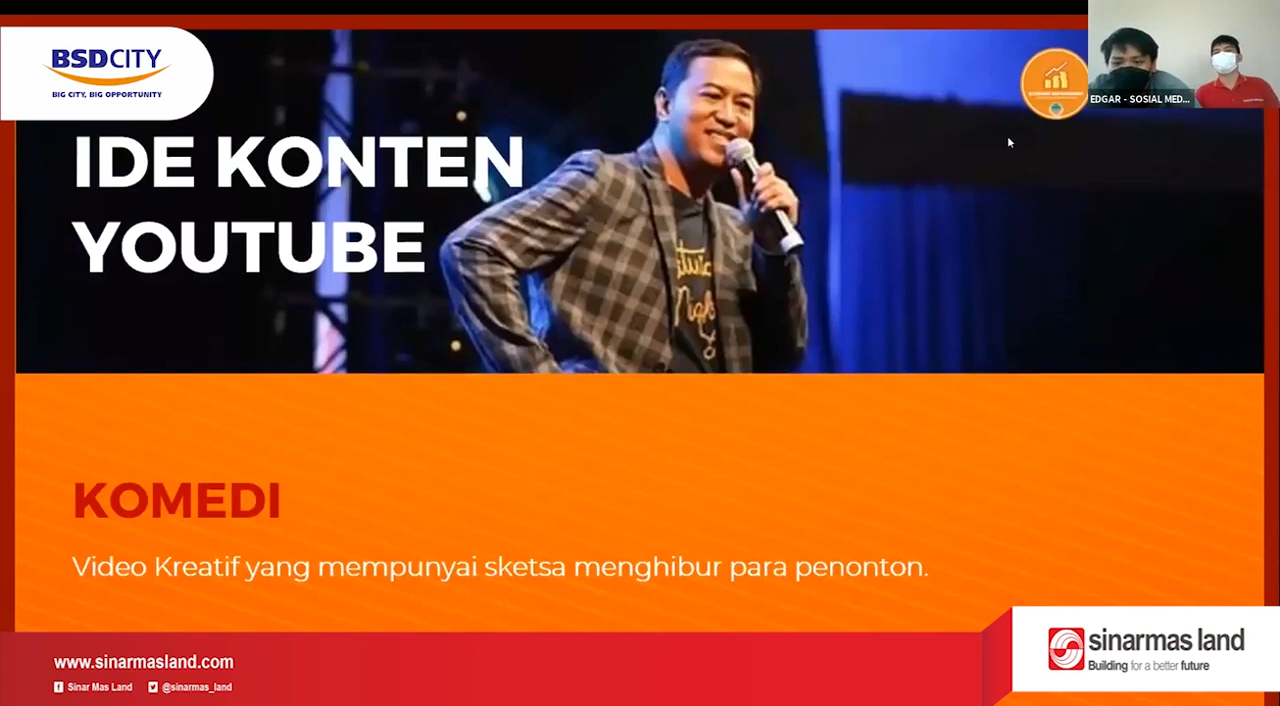 BSDCITY
BIG CITY, BIG OPPORTUNITY
EDGAR - SOSIAL MED...
IDE KONTEN
YOUTUBE
KOMEDI
Video Kreatif yang mempunyai sketsa menghibur para penonton.
www.sinarmasland.com
Sinar Mas Land @sinarmas_land
sinarmas land
Building for a better future